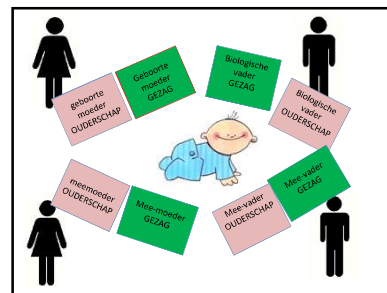 geboorte
moeder
OUDERSCHAP
Geboorte
moeder
GEZAG
Biologische
vader
GEZAG
Biologische
vader
OUDERSCHAP
meemoeder
OUDERSCHAP
Mee-moeder
GEZAG
Mee-vader
OUDERSCHAP
Mee-vader
GEZAG